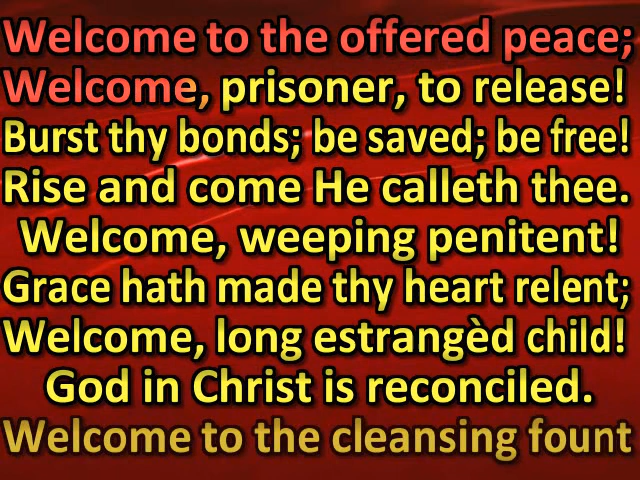 Welcome to the offered peace;
Welcome, prisoner, to release!
Burst thy bonds; be saved; be free!
Rise and come He calleth thee.
Welcome, weeping penitent!
Grace hath made thy heart relent;
Welcome, long estrangèd child!
God in Christ is reconciled.
Welcome to the cleansing fount